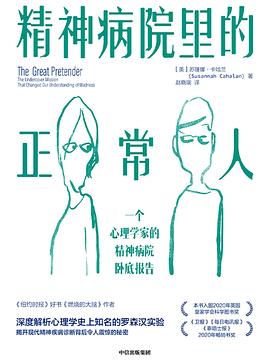 精神病院里的
The Great Pretender
The Undercover Mission
That Changed Our Understanding of Madness
[美] 苏珊娜·卡哈兰
(Susannah Cahalan) 著
赵晓瑞 译
正常人
一个
心理学家的
精神病院
卧底报告
《纽约时报》好书《燃烧的大脑》作者
深度解析心理学史上知名的罗森汉实验
揭开现代精神疾病诊断背后令人震惊的秘密
本书入围2020年英国
皇家学会科学图书奖
《卫报》《每日电讯报》
《泰晤士报》
2020年畅销书奖
中信出版集团